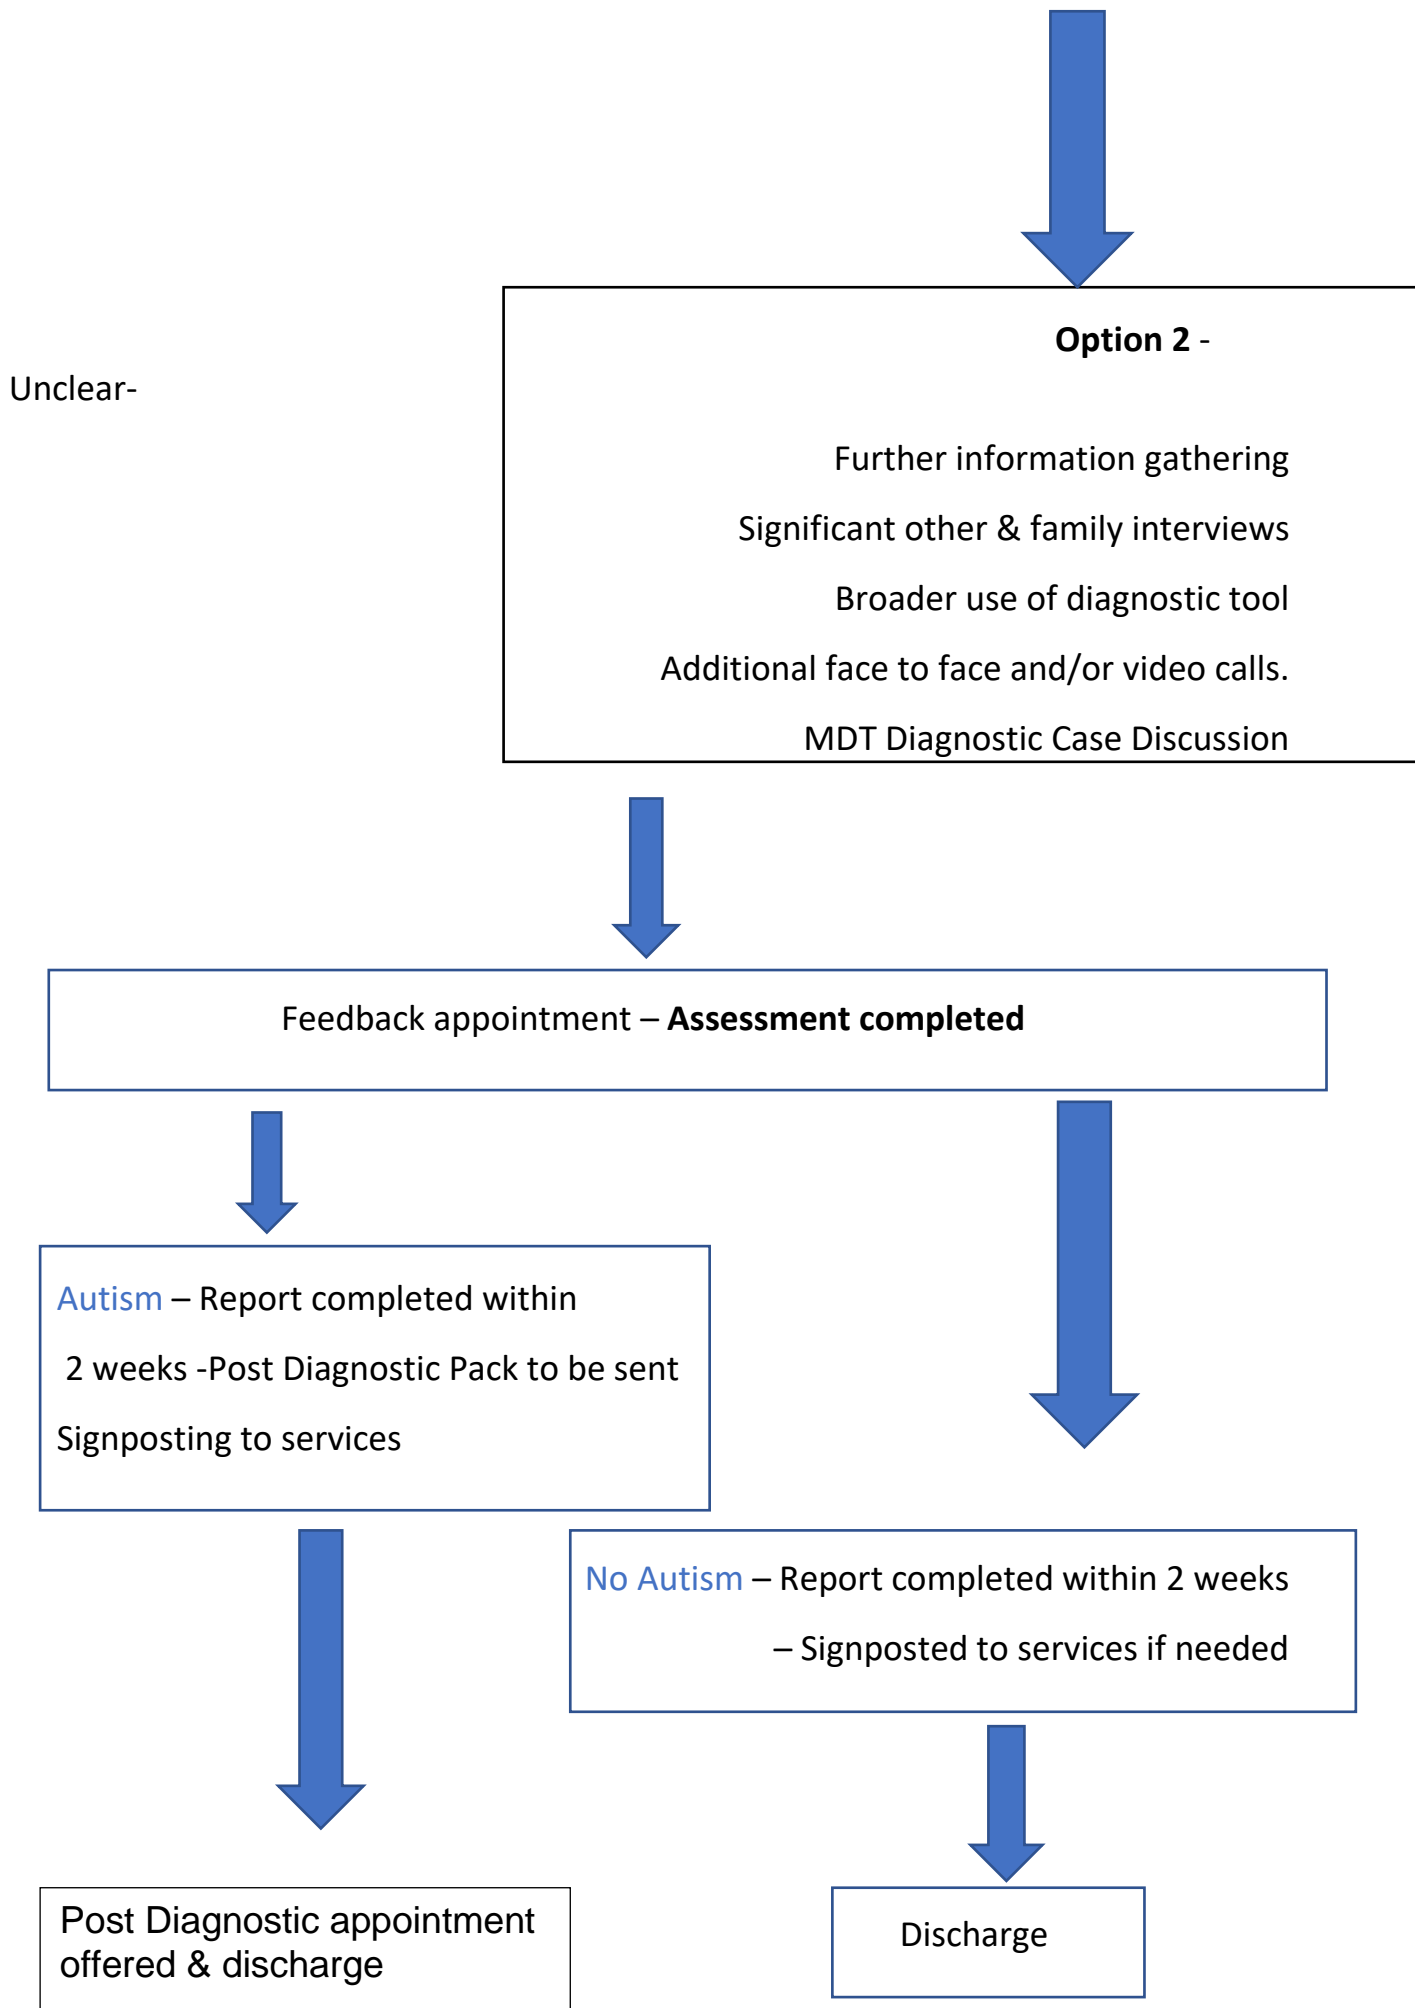 Option 2 -
Unclear-
Further information gathering
Significant other & family interviews
Broader use of diagnostic tool
Additional face to face and/or video calls.
MDT Diagnostic Case Discussion
Feedback appointment – Assessment completed
Autism – Report completed within
2 weeks -Post Diagnostic Pack to be sent
Signposting to services
No Autism – Report completed within 2 weeks
– Signposted to services if needed
Post Diagnostic appointment
offered & discharge
Discharge